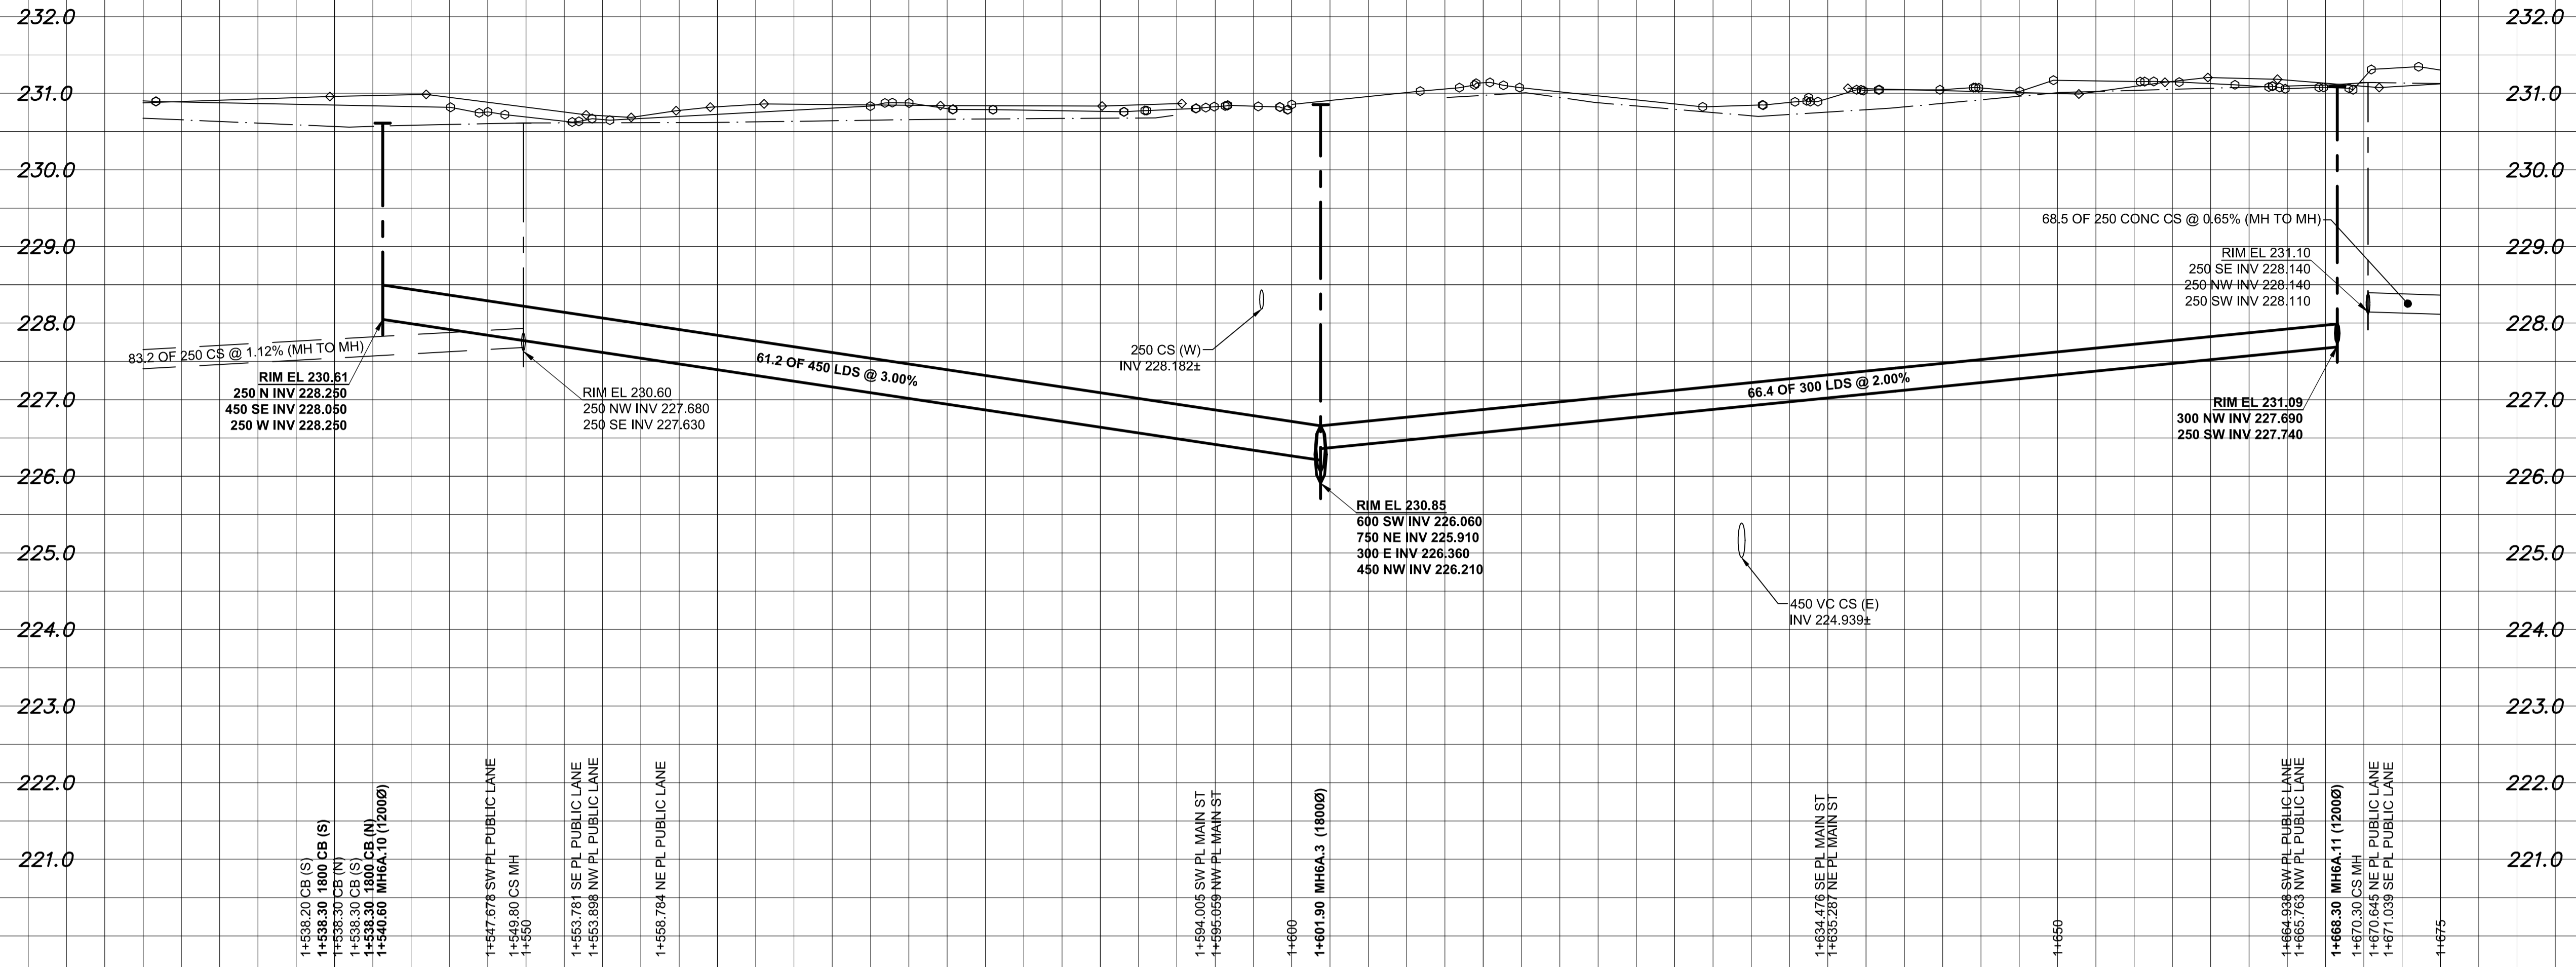 232.0
231.0
230.0
229.0
228.0
227.0
226.0
225.0
224.0
223.0
222.0
221.0
232.0
231.0
230.0
229.0
228.0
227.0
226.0
225.0
224.0
223.0
222.0
221.0
83.2 OF 250 CS @ 1.12% (MH TO MH)
RIM EL 230.61
250 N INV 228.250
450 SE INV 228.050
250 W INV 228.250
RIM EL 230.60
250 NW INV 227.680
250 SE INV 227.630
61.2 OF 450 LDS @ 3.00%
250 CS (W)
INV 228.182±
RIM EL 230.85
600 SW INV 226.060
750 NE INV 225.910
300 E INV 226.360
450 NW INV 226.210
66.4 OF 300 LDS @ 2.00%
450 VC CS (E)
INV 224.939±
68.5 OF 250 CONC CS @ 0.65% (MH TO MH)
RIM EL 231.10
250 SE INV 228.140
250 NW INV 228.140
250 SW INV 228.110
RIM EL 231.09
300 NW INV 227.690
250 SW INV 227.740
1+538.20 CB (S)
1+538.30 1800 CB (S)
1+538.30 CB (N)
1+538.30 CB (S)
1+538.30 1800 CB (N)
1+540.60 MH6A.10 (1200Ø)
1+547.678 SW PL PUBLIC LANE
1+549.80 CS MH
1+550
1+553.781 SE PL PUBLIC LANE
1+553.898 NW PL PUBLIC LANE
1+558.784 NE PL PUBLIC LANE
1+594.005 SW PL MAIN ST
1+595.059 NW PL MAIN ST
1+600
1+601.90 MH6A.3 (1800Ø)
1+634.476 SE PL MAIN ST
1+635.287 NE PL MAIN ST
1+650
1+664.938 SW PL PUBLIC LANE
1+665.763 NW PL PUBLIC LANE
1+668.30 MH6A.11 (1200Ø)
1+670.30 CS MH
1+670.645 NE PL PUBLIC LANE
1+671.039 SE PL PUBLIC LANE
1+675